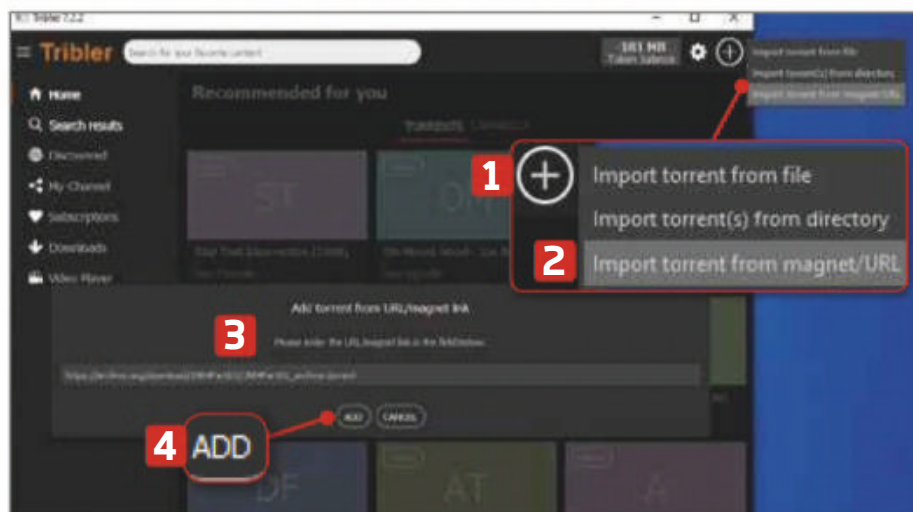 Tribler 7.2.2
Tribler
Search for your favorite content
Token balance
Import torrent from file
Import torrent(s) from directory
Import torrent from magnet/URL
Home
Search results
Discovered
My Channel
Subscriptions
Downloads
Video Player
Recommended for you
TORRENTS
CHANNELS
ST
1
Import torrent from file
Import torrent(s) from directory
2
Import torrent from magnet/URL
3
Add torrent from URL/magnet link
Please enter the URL/magnet link in the field below:
ADD
CANCEL
4
ADD
DF
AT
A